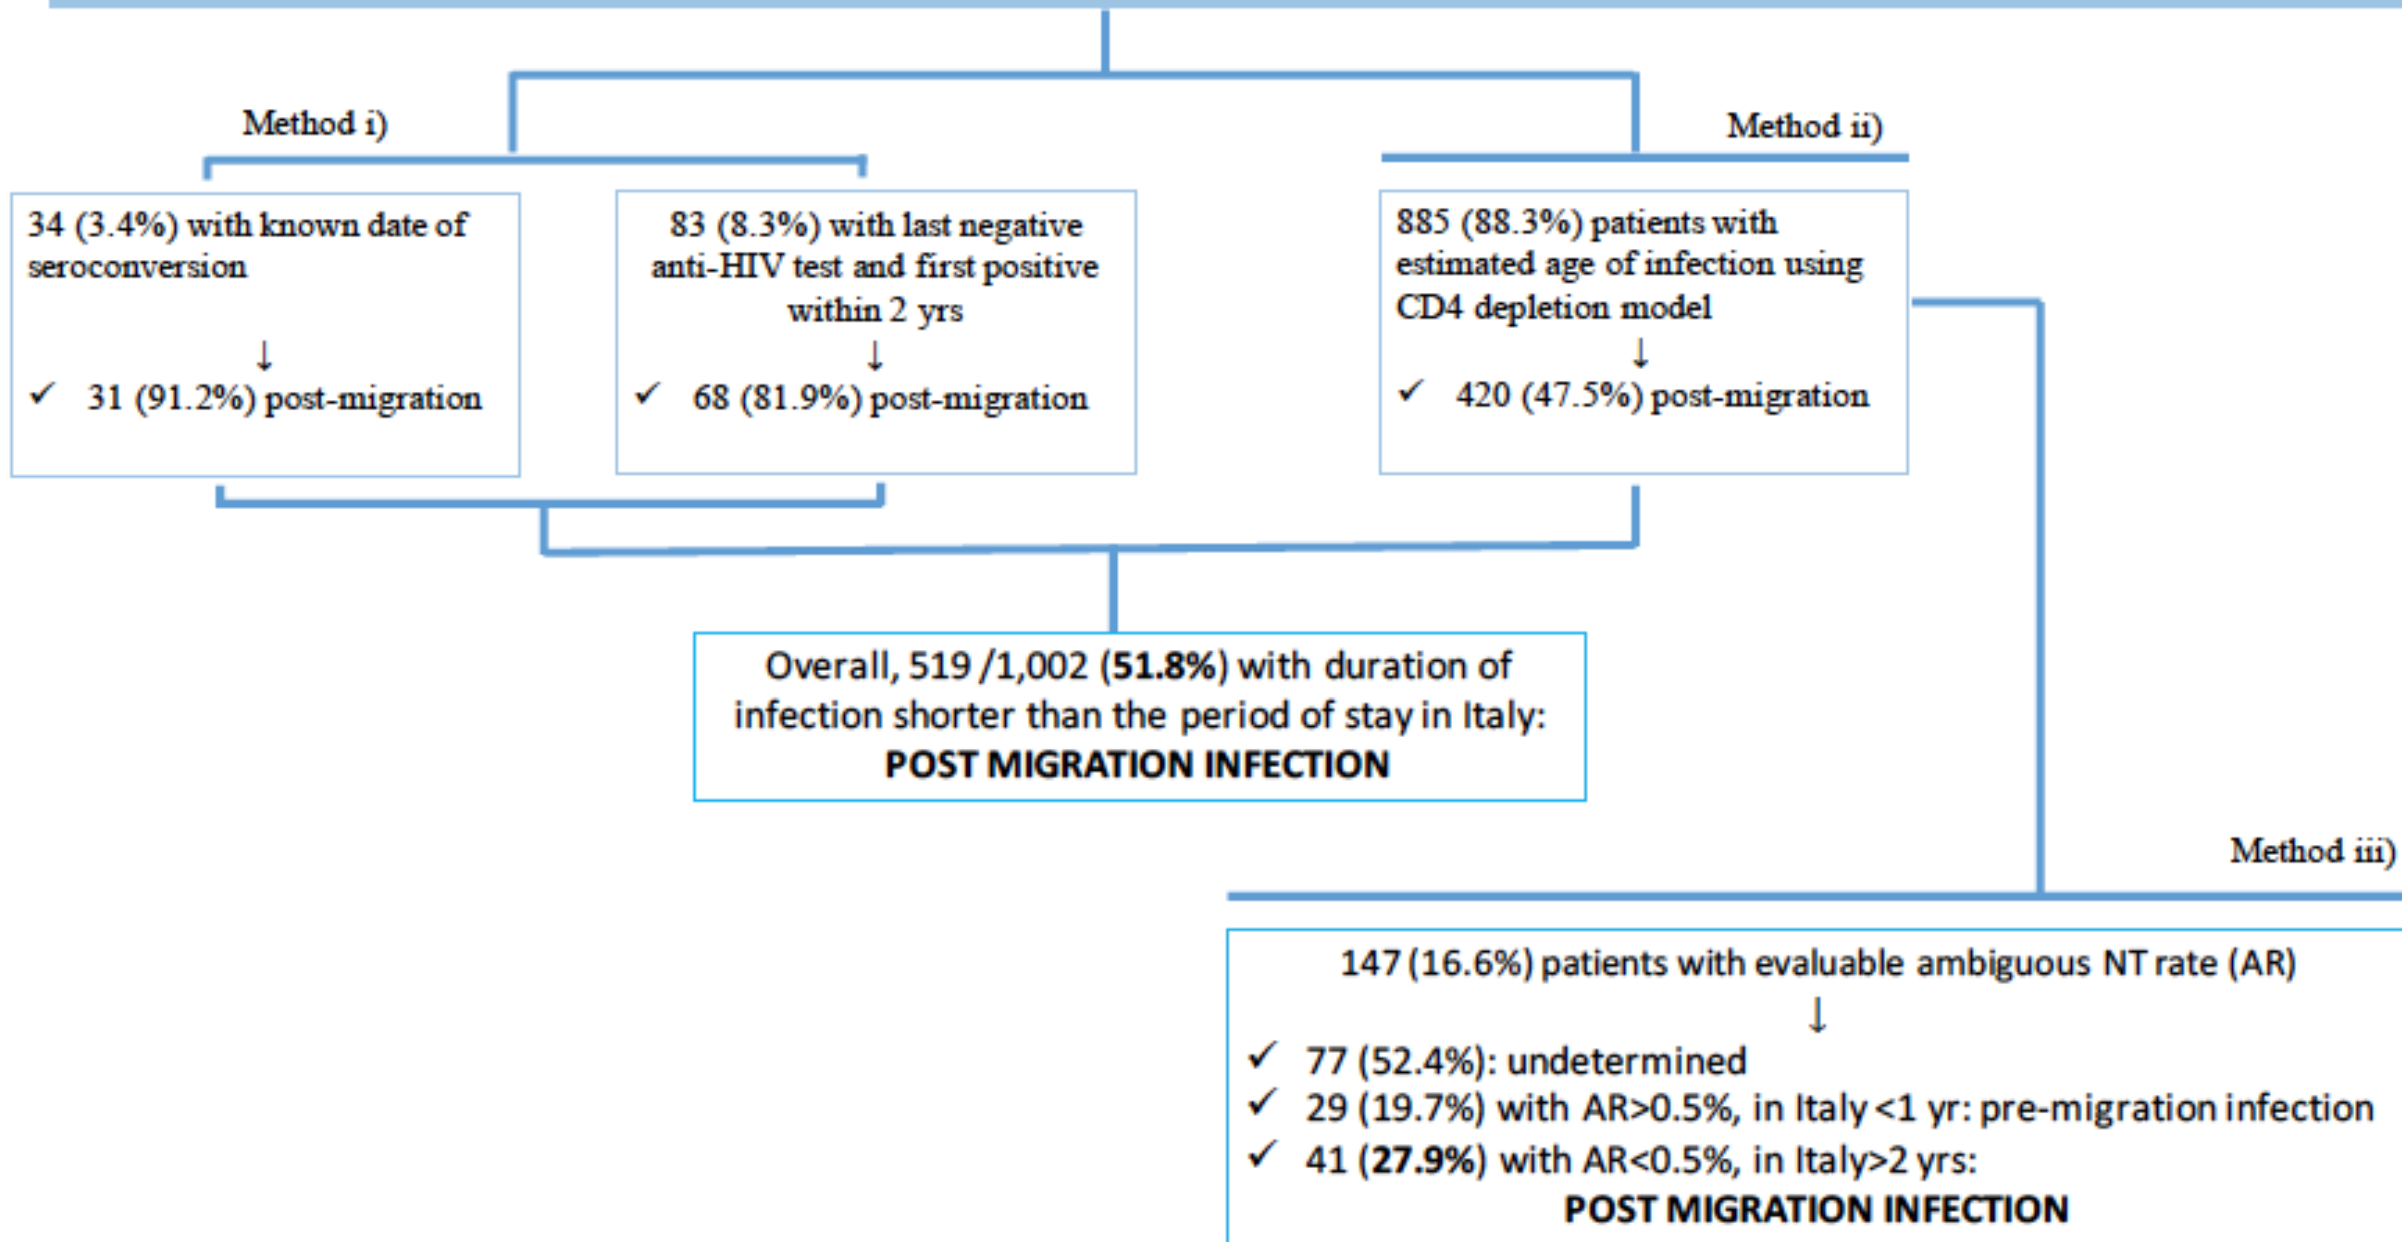 Method i)
Method ii)
34 (3.4%) with known date of
seroconversion
↓
✓ 31 (91.2%) post-migration
83 (8.3%) with last negative
anti-HIV test and first positive
within 2 yrs
↓
✓ 68 (81.9%) post-migration
885 (88.3%) patients with
estimated age of infection using
CD4 depletion model
↓
✓ 420 (47.5%) post-migration
Overall, 519 /1,002 (51.8%) with duration of
infection shorter than the period of stay in Italy:
POST MIGRATION INFECTION
Method iii)
147 (16.6%) patients with evaluable ambiguous NT rate (AR)
↓
✓ 77 (52.4%): undetermined
✓ 29 (19.7%) with AR>0.5%, in Italy <1 yr: pre-migration infection
✓ 41 (27.9%) with AR<0.5%, in Italy>2 yrs:
POST MIGRATION INFECTION